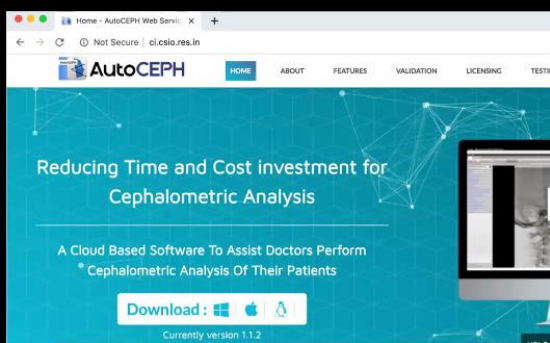 Home - AutoCEPH Web Servic × +
Not Secure | ci.csio.res.in
AutoCEPH HOME ABOUT FEATURES VALIDATION LICENSING
Reducing Time and Cost investment for
Cephalometric Analysis
A Cloud Based Software To Assist Doctors Perform
Cephalometric Analysis Of Their Patients
Download :
Currently version 1.1.2